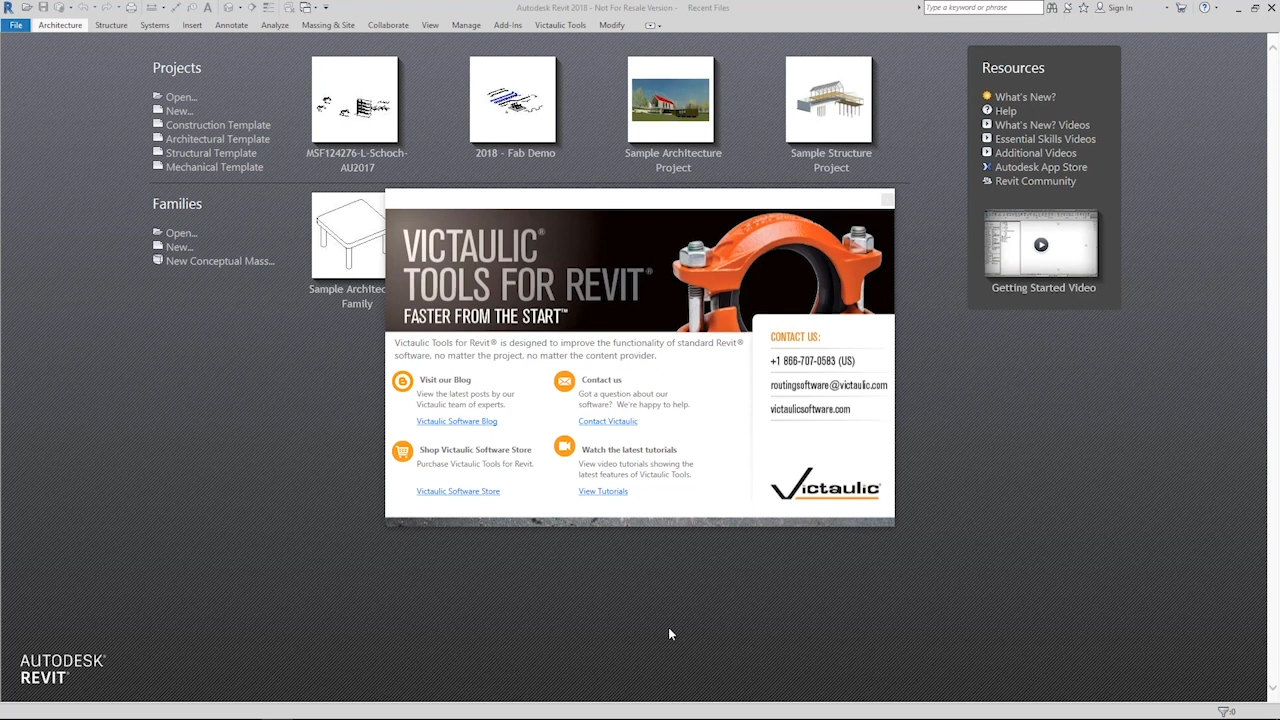 Autodesk Revit 2018 - Not For Resale Version - Recent Files
Type a keyword or phrase
Sign In
File Architecture Structure Systems Insert Annotate Analyze Massing & Site Collaborate View Manage Add-Ins Victaulic Tools Modify
Projects
Open...
New...
Construction Template
Architectural Template
Structural Template
Mechanical Template
MSF124276-L-Schoch-
AU2017
2018 - Fab Demo
Sample Architecture
Project
Sample Structure
Project
Families
Open...
New...
New Conceptual Mass...
Sample Architec
Family
Resources
What's New?
Help
What's New? Videos
Essential Skills Videos
Additional Videos
Autodesk App Store
Revit Community
Getting Started Video
VICTAULIC®
TOOLS FOR REVIT®
FASTER FROM THE START™
Victaulic Tools for Revit® is designed to improve the functionality of standard Revit®
software, no matter the project, no matter the content provider.
Visit our Blog
View the latest posts by our
Victaulic team of experts.
Victaulic Software Blog
Contact us
Got a question about our
software? We're happy to help.
Contact Victaulic
Shop Victaulic Software Store
Purchase Victaulic Tools for Revit.
Victaulic Software Store
Watch the latest tutorials
View video tutorials showing the
latest features of Victaulic Tools.
View Tutorials
CONTACT US:
+1 866-707-0583 (US)
routingsoftware@victaulic.com
victaulicsoftware.com
Victaulic®
AUTODESK®
REVIT®
:0